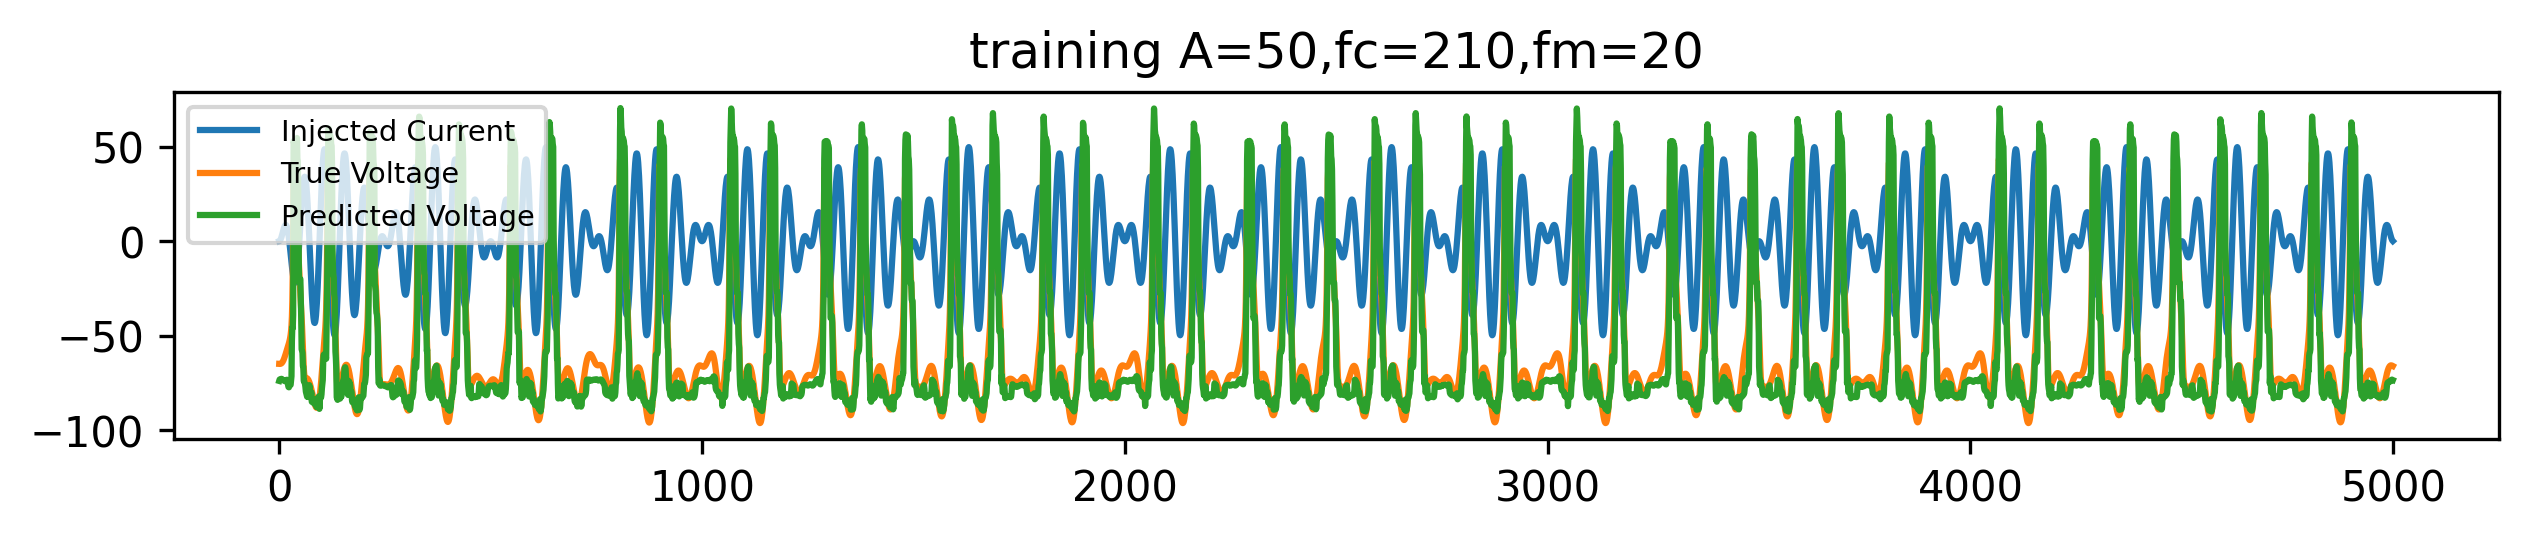 training A=50,fc=210,fm=20
Injected Current
True Voltage
Predicted Voltage
50
0
−50
−100
0 1000 2000 3000 4000 5000